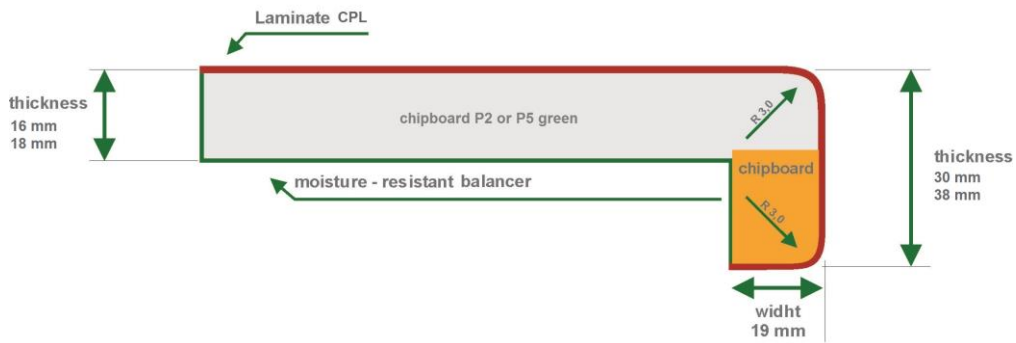 Laminate CPL
thickness
16 mm
18 mm
chipboard P2 or P5 green
R 3,0
chipboard
thickness
30 mm
38 mm
moisture - resistant balancer
R 3,0
widht
19 mm